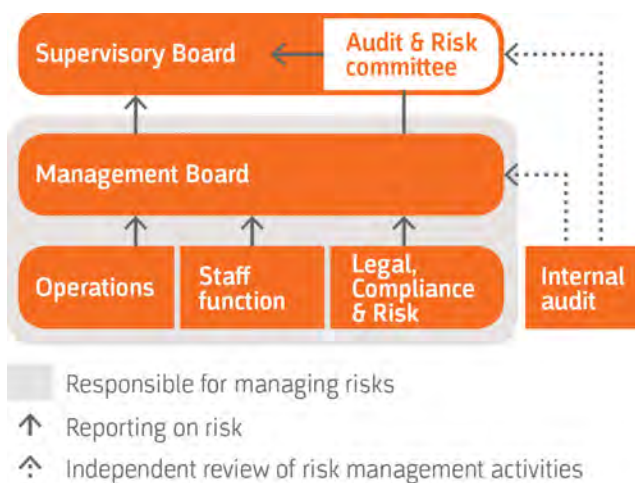 Supervisory Board
Audit & Risk
committee
Management Board
Operations
Staff
function
Legal,
Compliance
& Risk
Internal
audit
Responsible for managing risks
Reporting on risk
Independent review of risk management activities